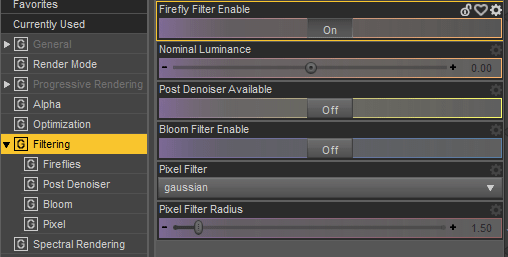 Favorites
Currently Used
G General
G Render Mode
G Progressive Rendering
G Alpha
G Optimization
G Filtering
G Fireflies
G Post Denoiser
G Bloom
G Pixel
G Spectral Rendering
Firefly Filter Enable
On
Nominal Luminance
- + 0.00
Post Denoiser Available
Off
Bloom Filter Enable
Off
Pixel Filter
gaussian
Pixel Filter Radius
- + 1.50